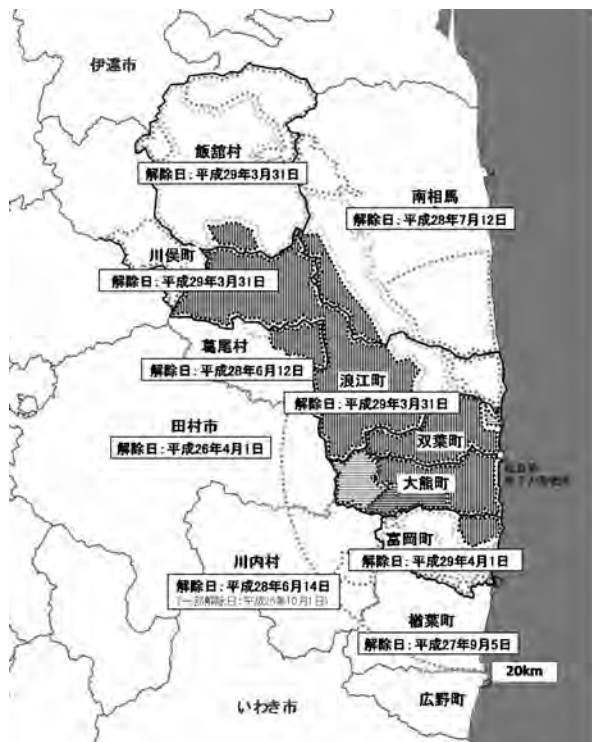 伊達市
飯舘村
解除日：平成29年3月31日
南相馬
解除日：平成28年7月12日
川俣町
解除日：平成29年3月31日
葛尾村
解除日：平成28年6月12日
浪江町
解除日：平成29年3月31日
田村市
解除日：平成26年4月1日
双葉町
大熊町
富岡町
解除日：平成29年4月1日
川内村
解除日：平成28年6月14日
楢葉町
解除日：平成27年9月5日
20km
広野町
いわき市